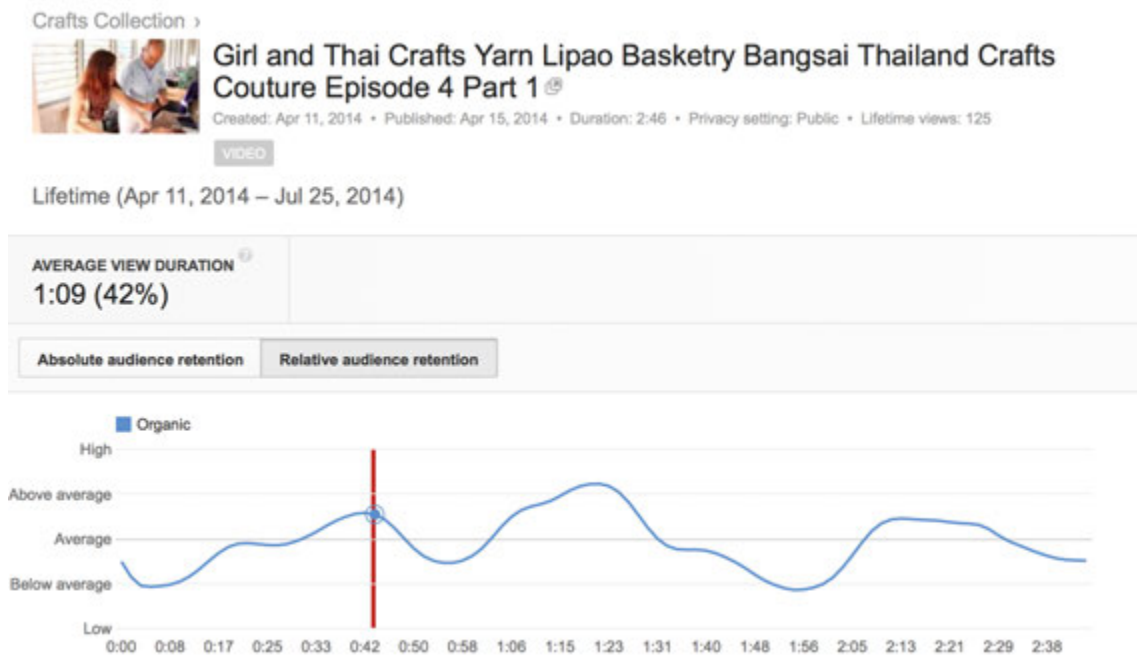 Crafts Collection ›
Girl and Thai Crafts Yarn Lipao Basketry Bangsai Thailand Crafts
Couture Episode 4 Part 1
Created: Apr 11, 2014 • Published: Apr 15, 2014 • Duration: 2:46 • Privacy setting: Public • Lifetime views: 125
VIDEO
Lifetime (Apr 11, 2014 – Jul 25, 2014)
AVERAGE VIEW DURATION ?
1:09 (42%)
Absolute audience retention Relative audience retention
Organic
High
Above average
Average
Below average
Low
0:00 0:08 0:17 0:25 0:33 0:42 0:50 0:58 1:06 1:15 1:23 1:31 1:40 1:48 1:56 2:05 2:13 2:21 2:29 2:38